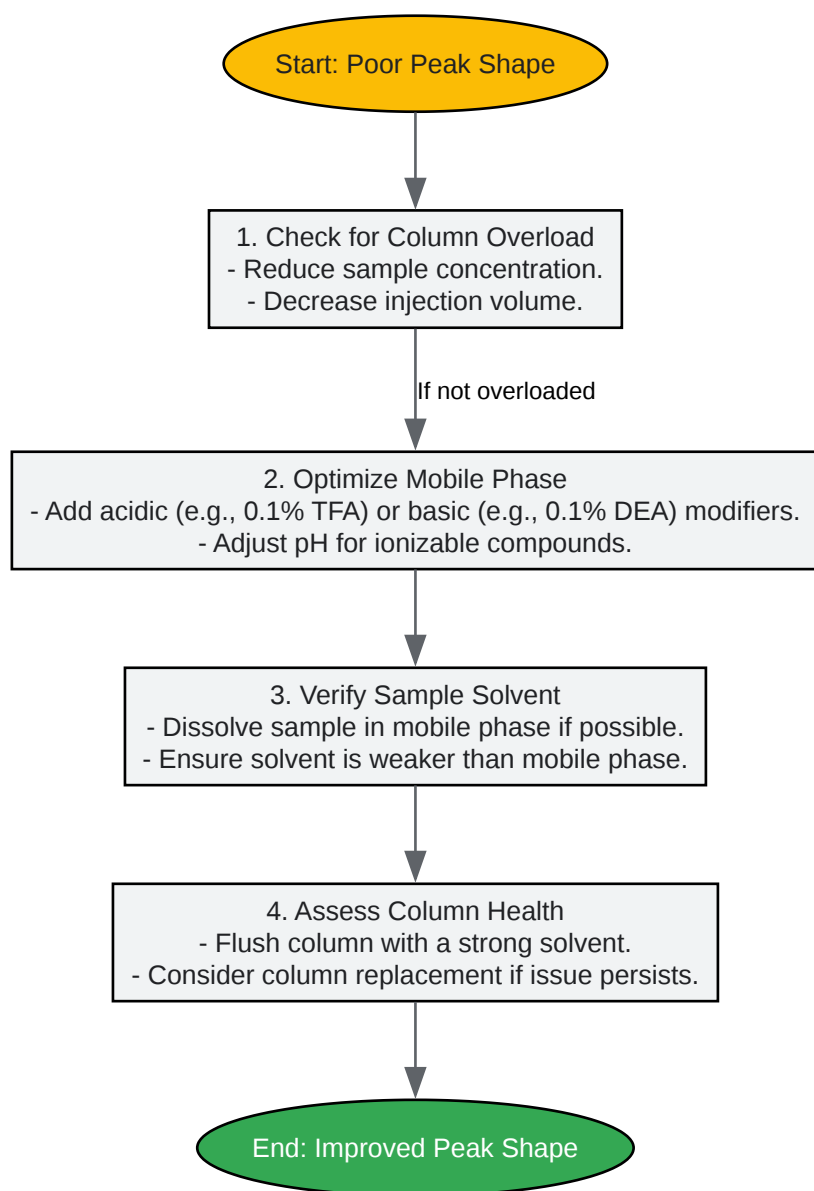 Start: Poor Peak Shape
1. Check for Column Overload
- Reduce sample concentration.
- Decrease injection volume.
If not overloaded
2. Optimize Mobile Phase
- Add acidic (e.g., 0.1% TFA) or basic (e.g., 0.1% DEA) modifiers.
- Adjust pH for ionizable compounds.
3. Verify Sample Solvent
- Dissolve sample in mobile phase if possible.
- Ensure solvent is weaker than mobile phase.
4. Assess Column Health
- Flush column with a strong solvent.
- Consider column replacement if issue persists.
End: Improved Peak Shape